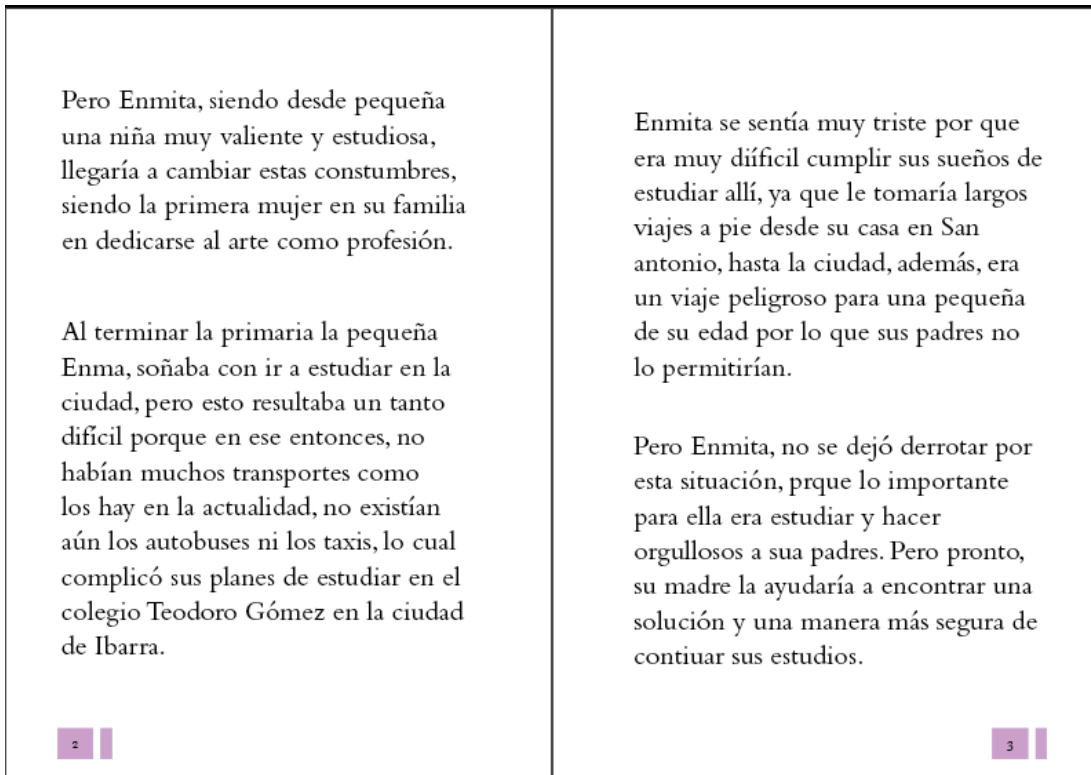 Pero Enmita, siendo desde pequeña
una niña muy valiente y estudiosa,
llegaría a cambiar estas constumbres,
siendo la primera mujer en su familia
en dedicarse al arte como profesión.
Al terminar la primaria la pequeña
Enma, soñaba con ir a estudiar en la
ciudad, pero esto resultaba un tanto
difícil porque en ese entonces, no
habían muchos transportes como
los hay en la actualidad, no existían
aún los autobuses ni los taxis, lo cual
complicó sus planes de estudiar en el
colegio Teodoro Gómez en la ciudad
de Ibarra.
2
Enmita se sentía muy triste por que
era muy diíficil cumplir sus sueños de
estudiar allí, ya que le tomaría largos
viajes a pie desde su casa en San
antonio, hasta la ciudad, además, era
un viaje peligroso para una pequeña
de su edad por lo que sus padres no
lo permitirían.
Pero Enmita, no se dejó derrotar por
esta situación, prque lo importante
para ella era estudiar y hacer
orgullosos a sua padres. Pero pronto,
su madre la ayudaría a encontrar una
solución y una manera más segura de
contiuar sus estudios.
3